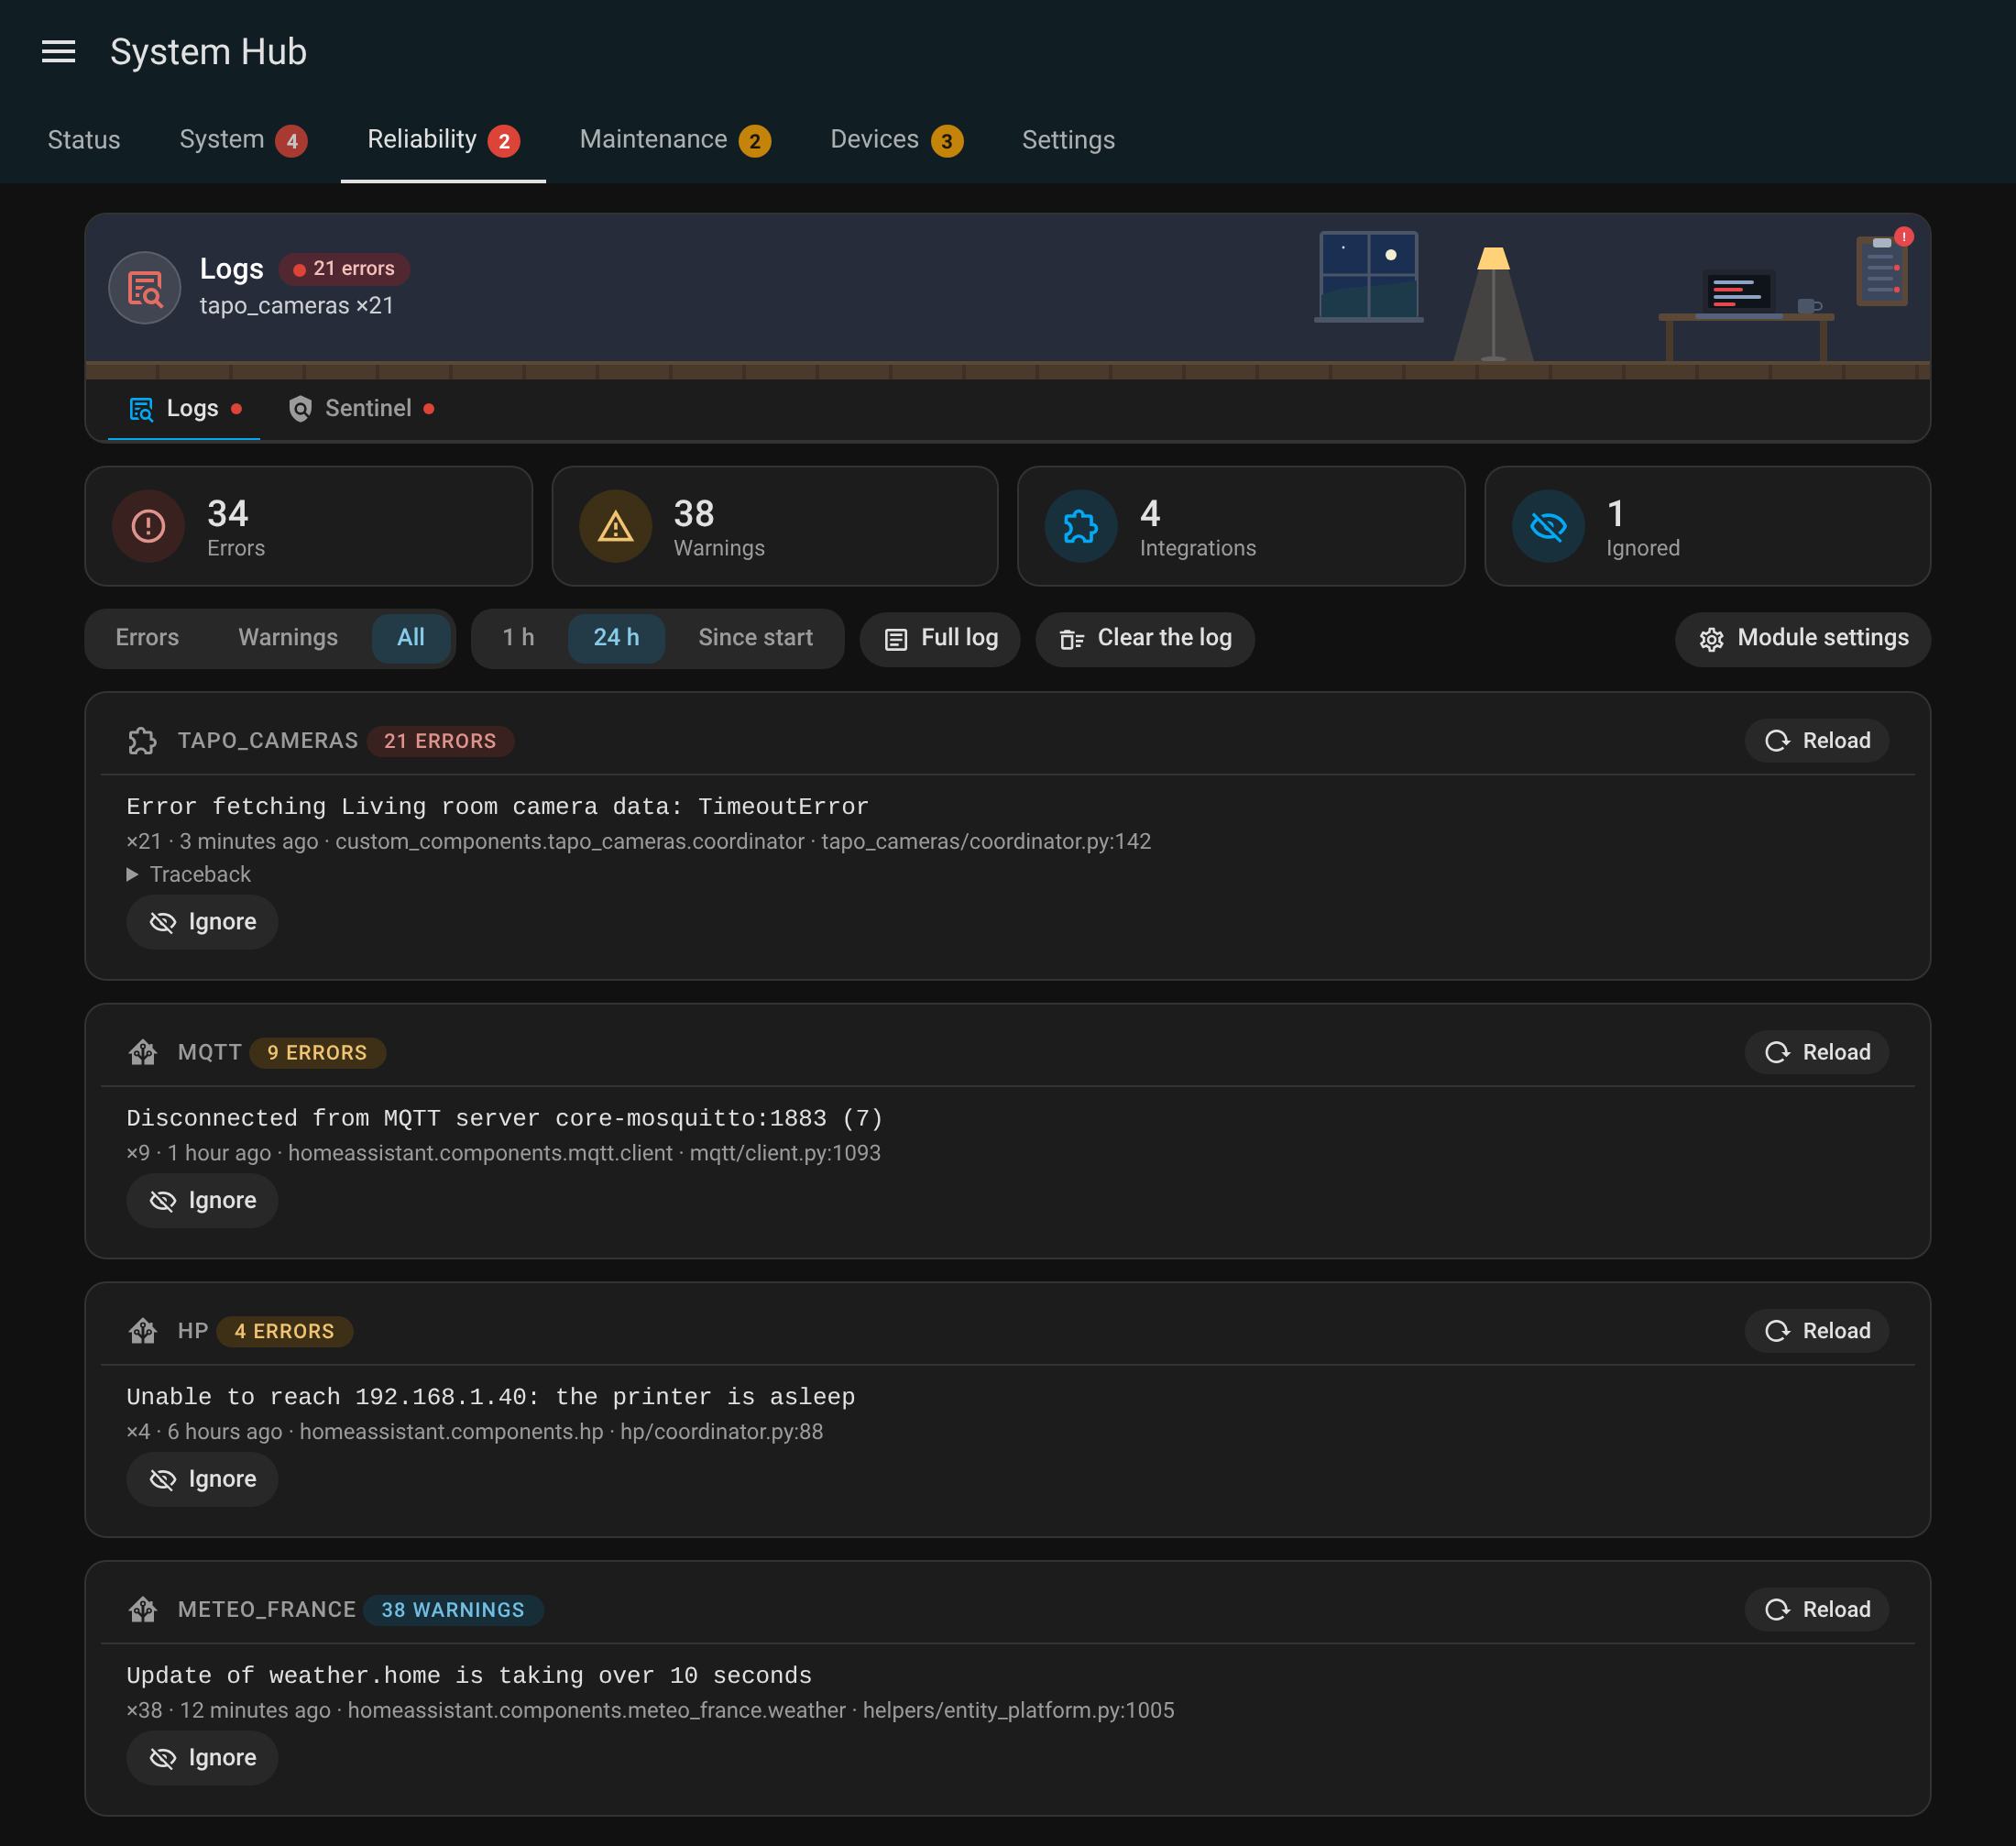 System Hub
Status System 4 Reliability 2 Maintenance 2 Devices 3 Settings
Logs 21 errors
tapo_cameras ×21
!
Logs Sentinel
34 38 4 1
Errors Warnings Integrations Ignored
Errors Warnings All 1 h 24 h Since start Full log Clear the log Module settings
TAPO_CAMERAS 21 ERRORS Reload
Error fetching Living room camera data: TimeoutError
×21 · 3 minutes ago · custom_components.tapo_cameras.coordinator · tapo_cameras/coordinator.py:142
Traceback
Ignore
MQTT 9 ERRORS Reload
Disconnected from MQTT server core-mosquitto:1883 (7)
×9 · 1 hour ago · homeassistant.components.mqtt.client · mqtt/client.py:1093
Ignore
HP 4 ERRORS Reload
Unable to reach 192.168.1.40: the printer is asleep
×4 · 6 hours ago · homeassistant.components.hp · hp/coordinator.py:88
Ignore
METEO_FRANCE 38 WARNINGS Reload
Update of weather.home is taking over 10 seconds
×38 · 12 minutes ago · homeassistant.components.meteo_france.weather · helpers/entity_platform.py:1005
Ignore